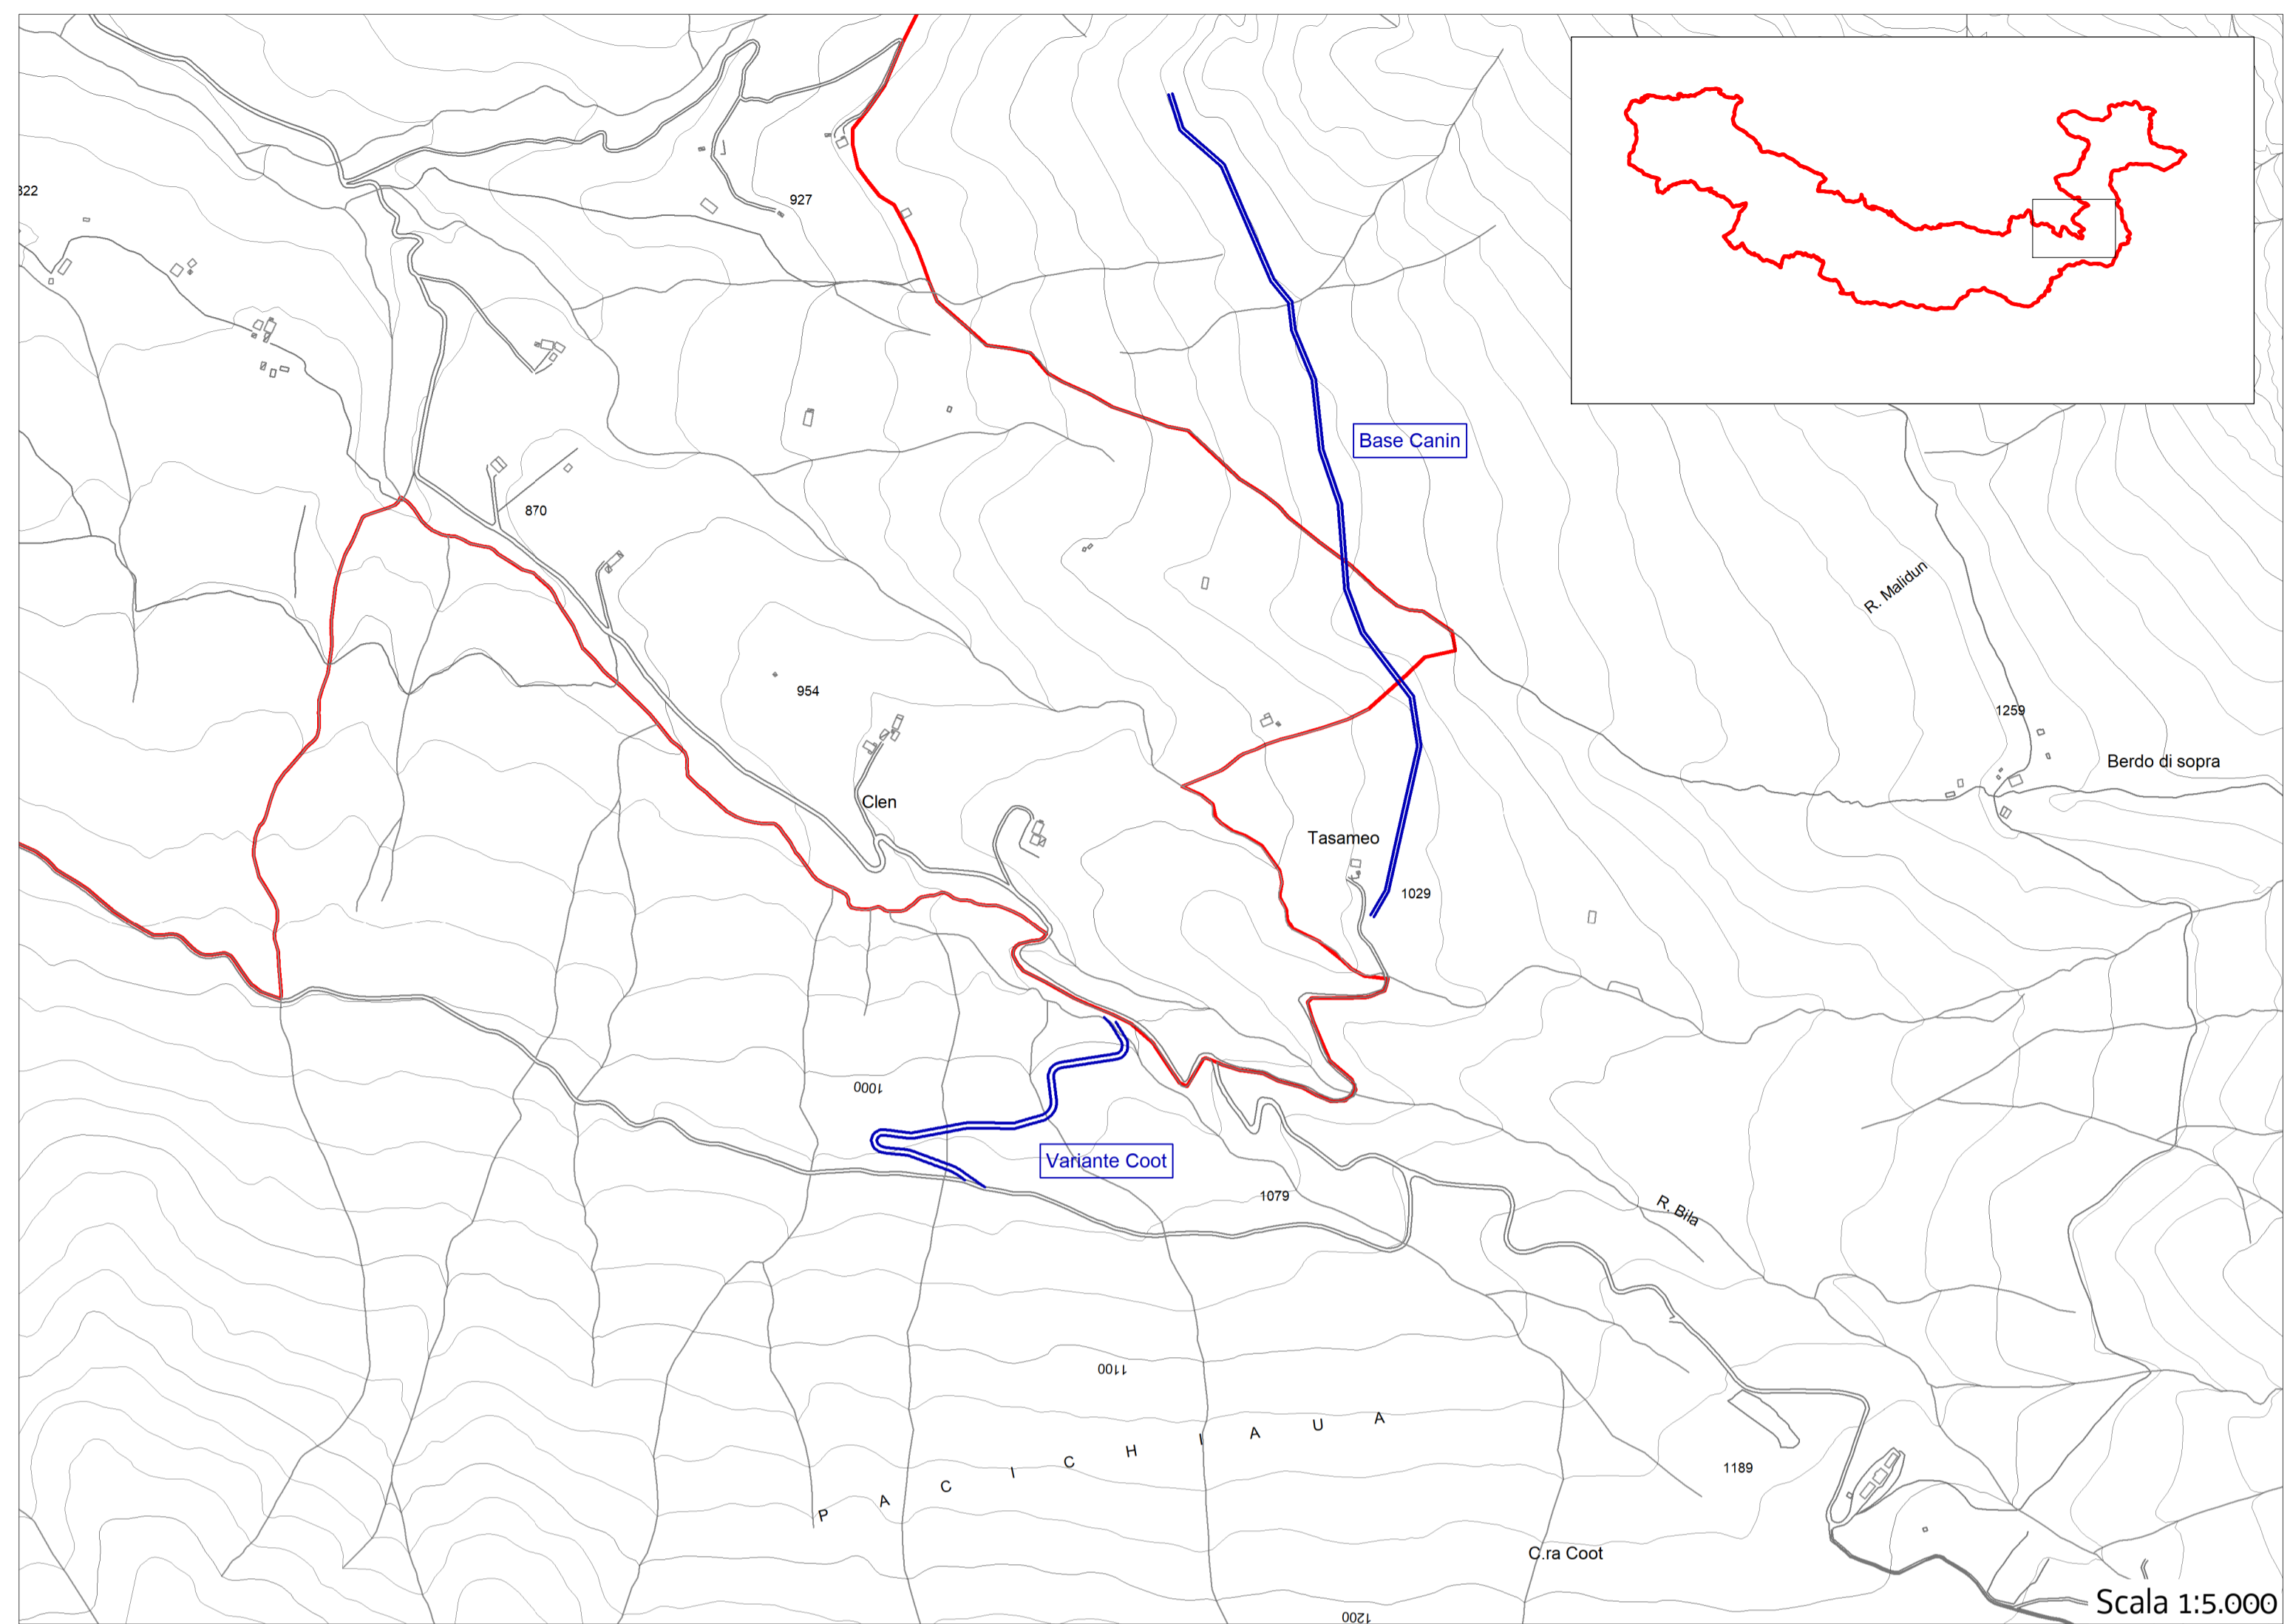 322
927
Base Canin
870
R. Malidun
954
1259
Berdo di sopra
Clen
Tasameo
1029
1000
Variante Coot
1079
R. Bila
1100
P A C I C H I A U A
1189
C.ra Coot
Scala 1:5.000
1200